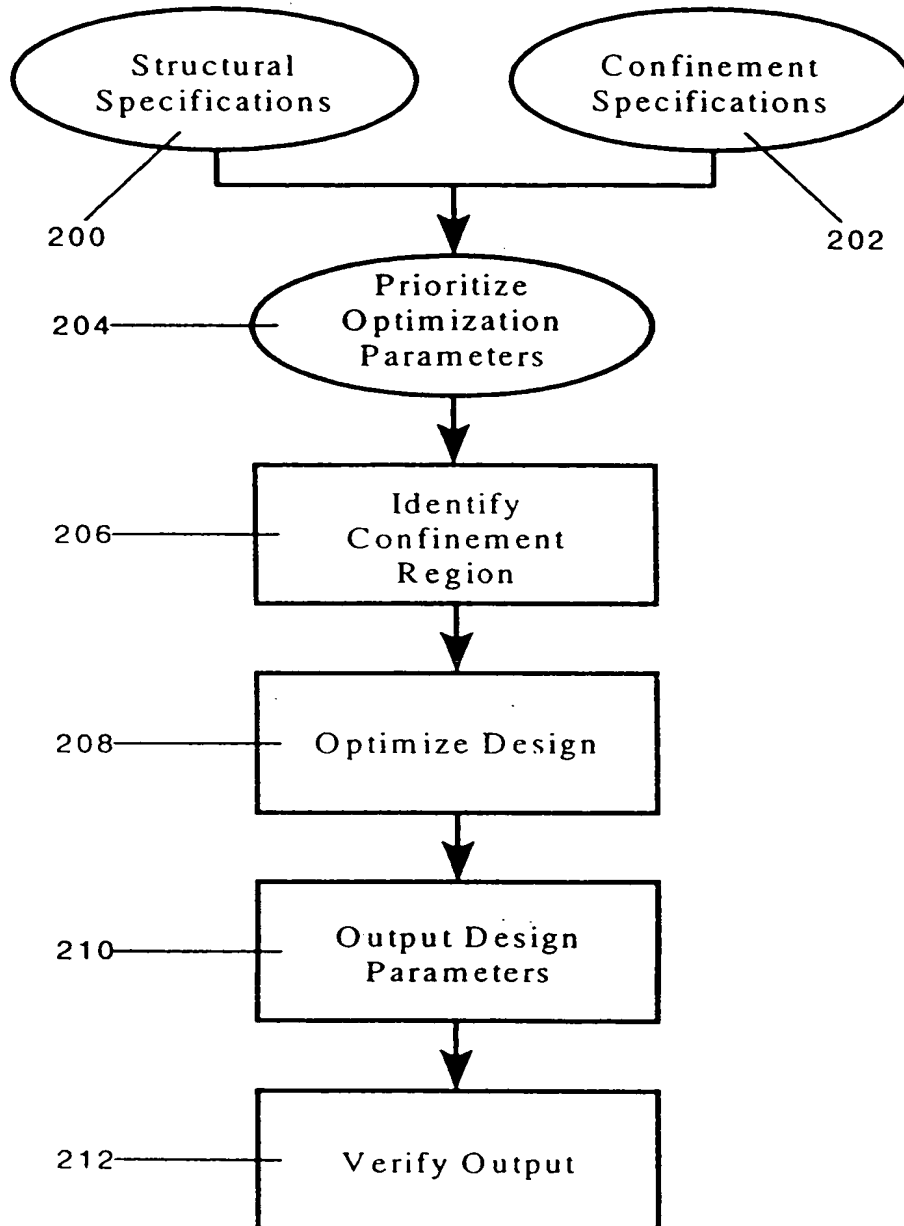 Structural
Specifications
Confinement
Specifications
200
202
Prioritize
Optimization
Parameters
204
Identify
Confinement
Region
206
Optimize Design
208
Output Design
Parameters
210
Verify Output
212